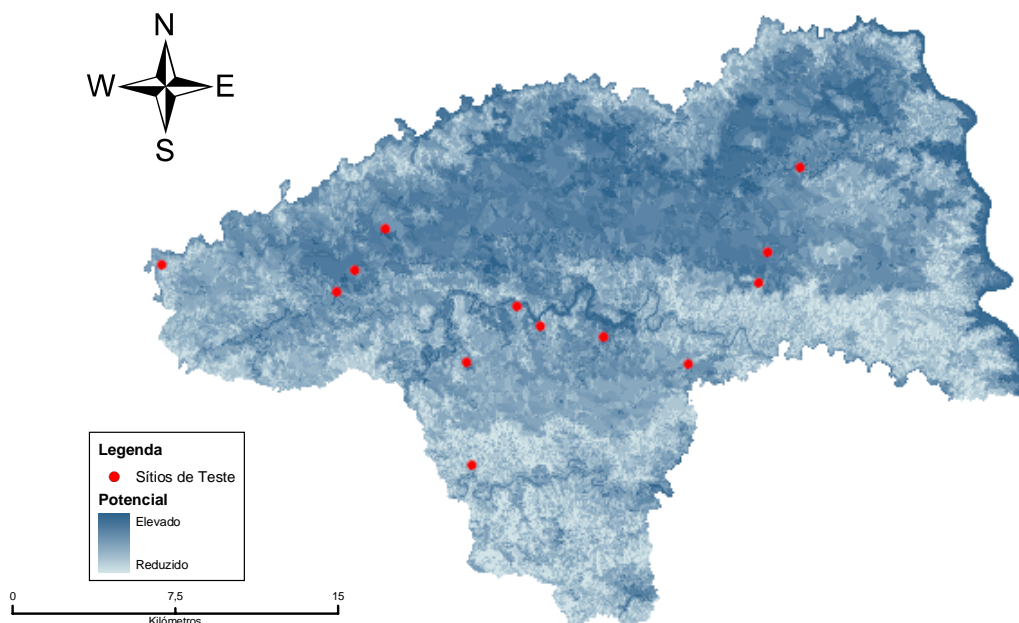 N
W E
S
Legenda
Sítios de Teste
Potencial
Elevado
Reduzido
0 7,5 15
Kilómetros